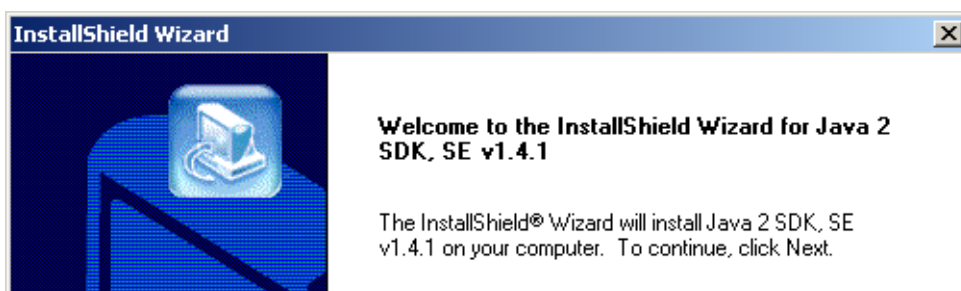 InstallShield Wizard
Welcome to the InstallShield Wizard for Java 2
SDK, SE v1.4.1
The InstallShield® Wizard will install Java 2 SDK, SE
v1.4.1 on your computer.  To continue, click Next.